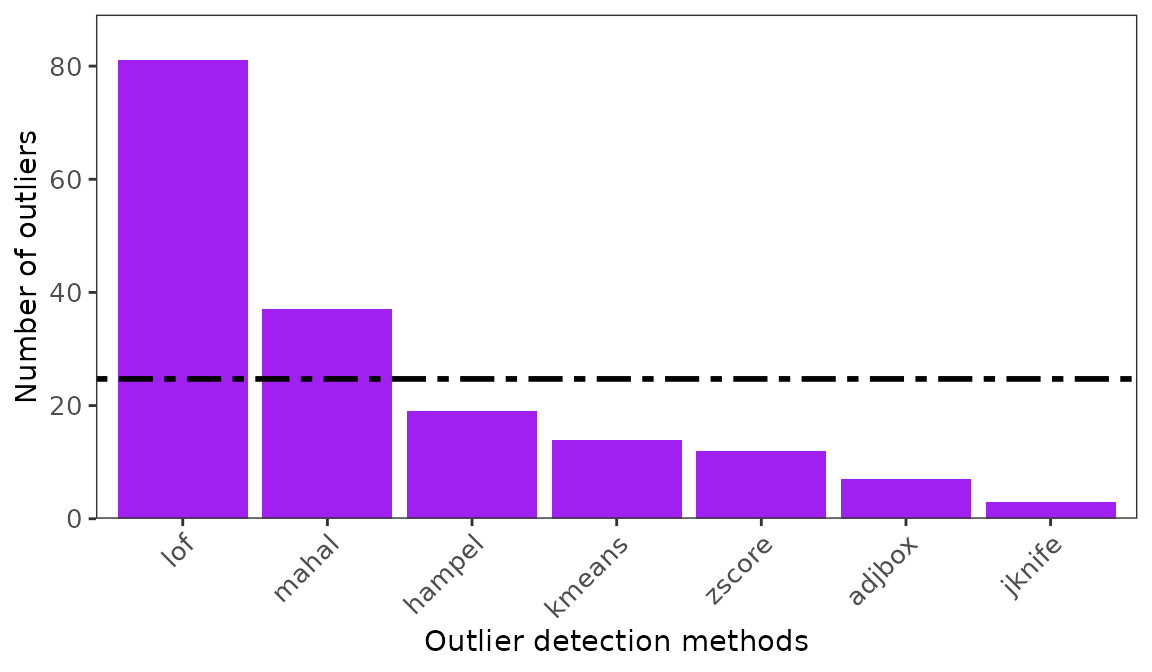 Number of outliers
80
60
40
20
0
lof
mahal
hampel
kmeans
zscore
adjbox
jknife
Outlier detection methods